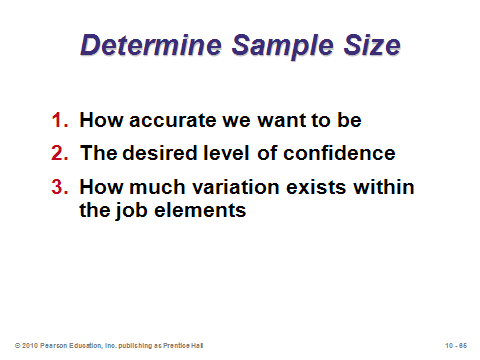 Determine Sample Size
1. How accurate we want to be
2. The desired level of confidence
3. How much variation exists within
the job elements
© 2010 Pearson Education, Inc. publishing as Prentice Hall
10 - 65